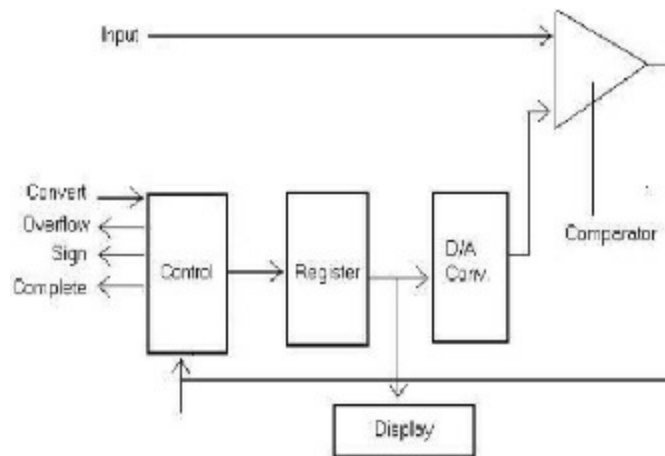 Input
Convert
Overflow
Sign
Complete
Control
Register
D/A
Conv.
Comperator
Display